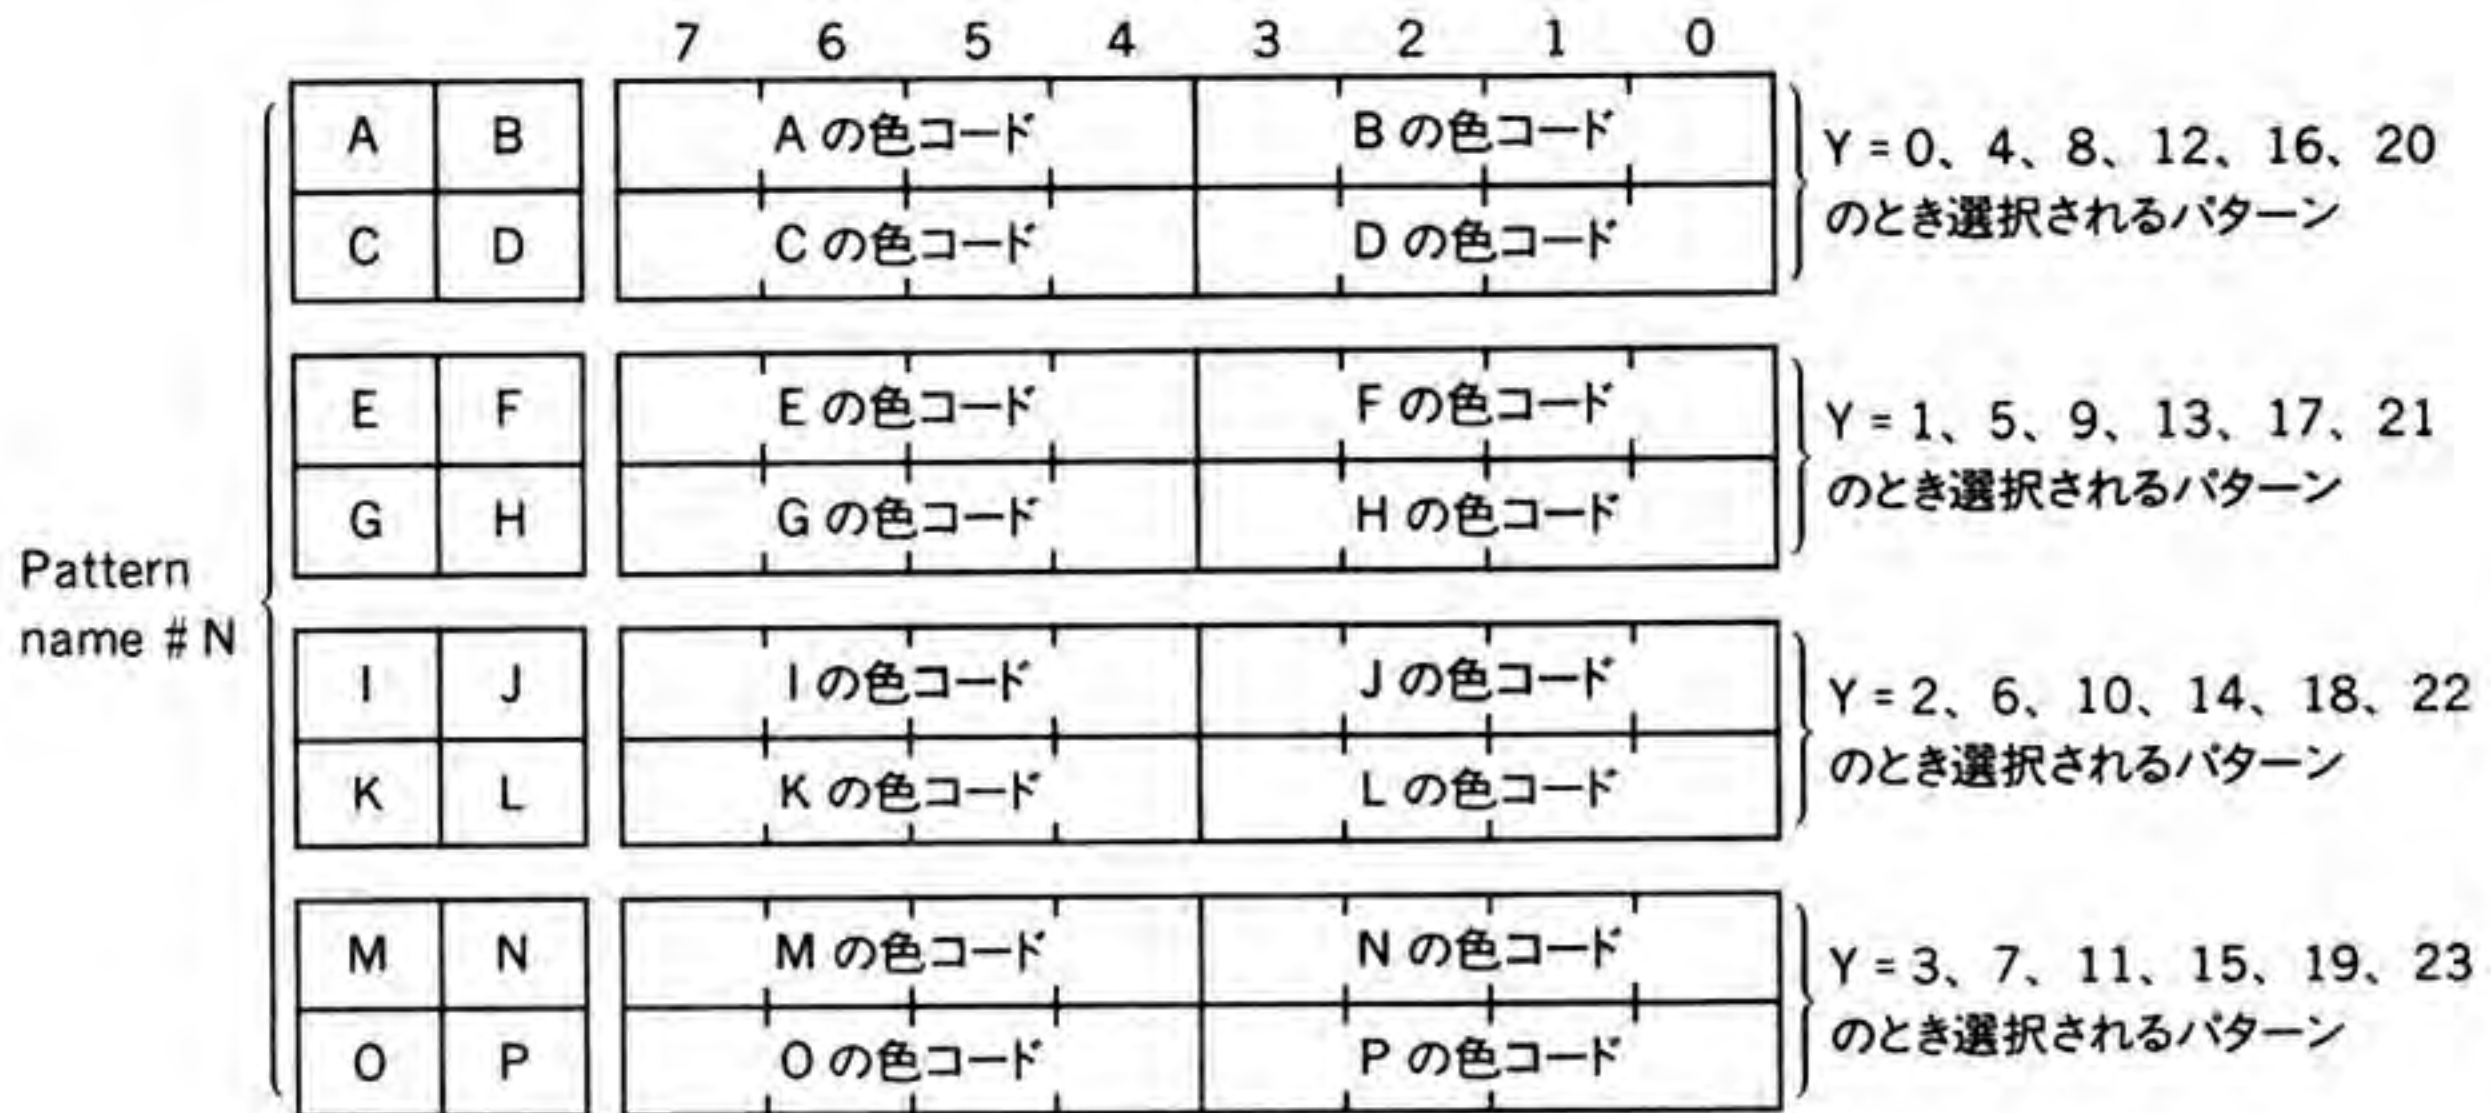 7 6 5 4 3 2 1 0
A B A の色コード B の色コード
C D C の色コード D の色コード
Y = 0、4、8、12、16、20
のとき選択されるパターン
E F E の色コード F の色コード
G H G の色コード H の色コード
Y = 1、5、9、13、17、21
のとき選択されるパターン
Pattern
name # N
I J I の色コード J の色コード
K L K の色コード L の色コード
Y = 2、6、10、14、18、22
のとき選択されるパターン
M N M の色コード N の色コード
O P O の色コード P の色コード
Y = 3、7、11、15、19、23
のとき選択されるパターン